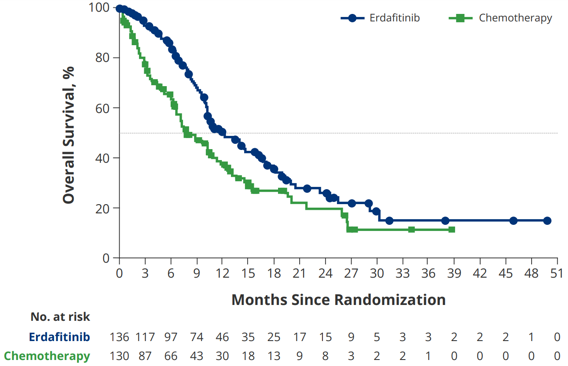 Erdafitinib Chemotherapy
Overall Survival, %
100
80
60
40
20
0
0 3 6 9 12 15 18 21 24 27 30 33 36 39 42 45 48 51
Months Since Randomization
No. at risk
Erdafitinib 136 117 97 74 46 35 25 17 15 9 5 3 3 2 2 2 1 0
Chemotherapy 130 87 66 43 30 18 13 9 8 3 2 2 1 0 0 0 0 0